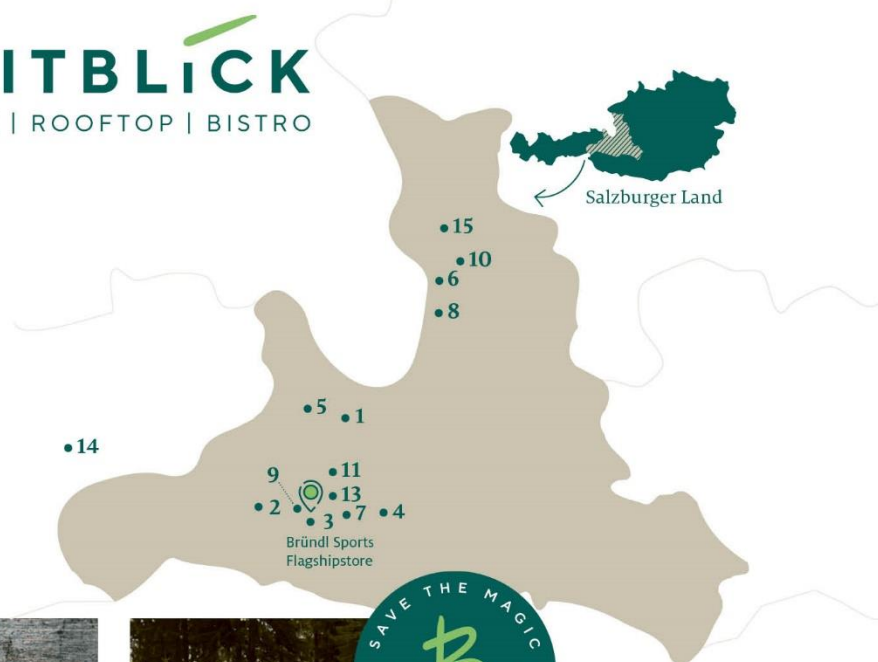 ITBLiCK
| ROOFTOP | BISTRO
Salzburger Land
15
10
6
8
5
1
14
11
9
13
2
3
7
4
Bründl Sports
Flagshipstore
SAVE THE MAGIC